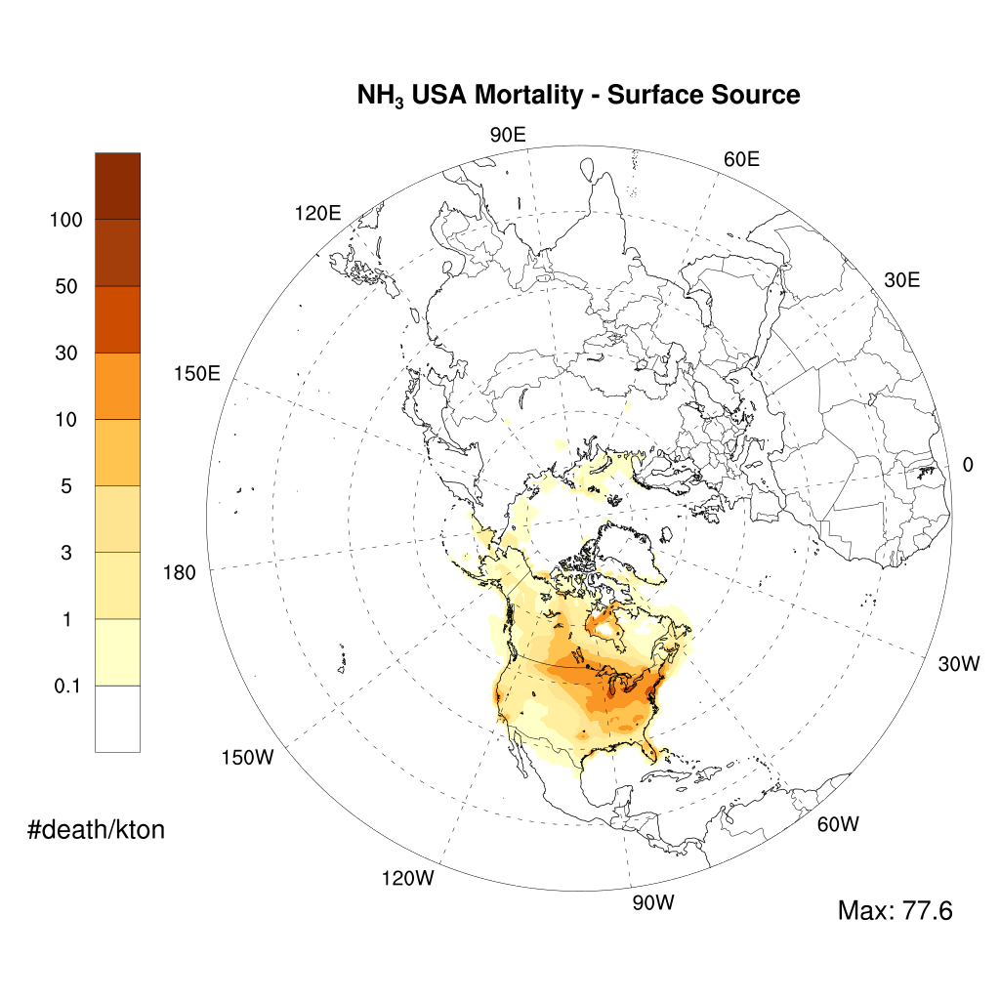 NH₃ USA Mortality - Surface Source
90E
60E
120E
30E
150E
0
180
30W
150W
60W
120W
90W
100
50
30
10
5
3
1
0.1
#death/kton
Max: 77.6